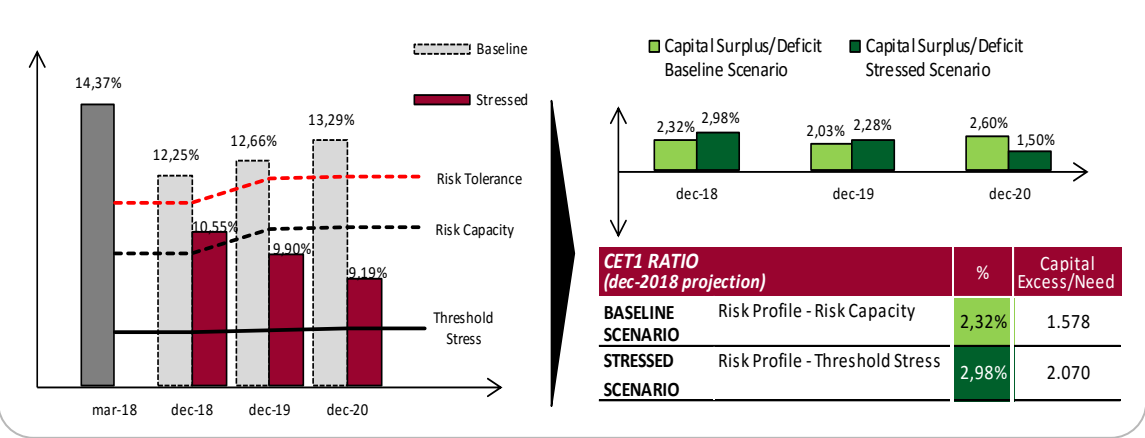 Baseline
Stressed
14,37%
12,25%
12,66%
13,29%
10,55%
9,90%
9,19%
Risk Tolerance
Risk Capacity
Threshold
Stress
mar-18
dec-18
dec-19
dec-20
Capital Surplus/Deficit
Baseline Scenario
Capital Surplus/Deficit
Stressed Scenario
2,32%
2,98%
2,03%
2,28%
2,60%
1,50%
dec-18
dec-19
dec-20
CET1 RATIO
(dec-2018 projection)
%
Capital
Excess/Need
BASELINE
SCENARIO
Risk Profile - Risk Capacity
2,32%
1.578
STRESSED
SCENARIO
Risk Profile - Threshold Stress
2,98%
2.070